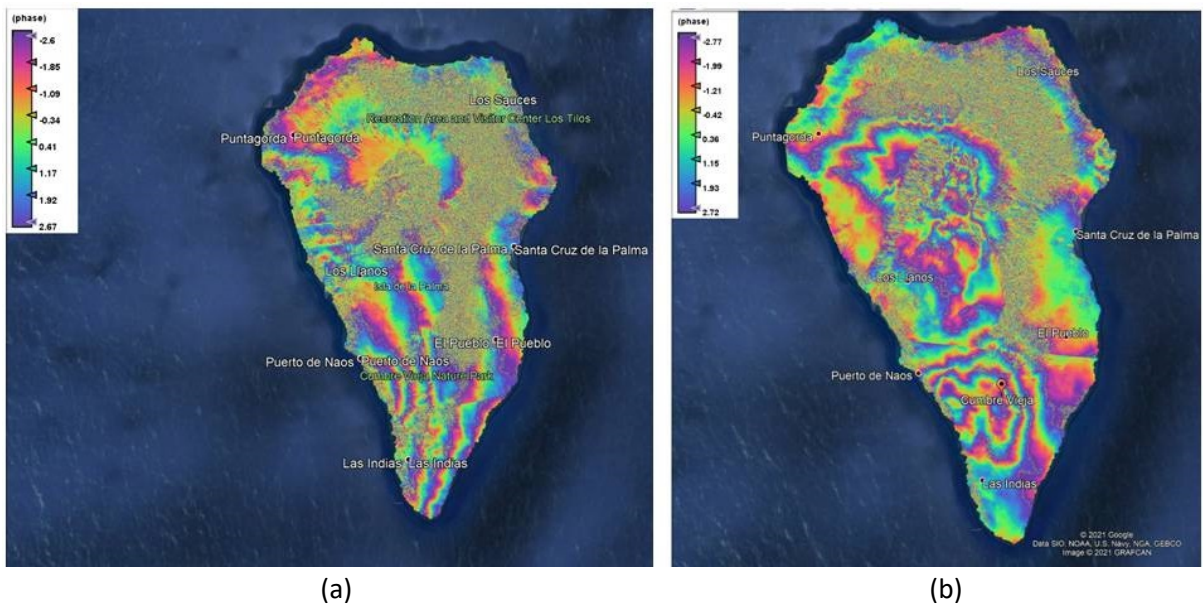 (phase)
-2.6
-1.85
-1.09
-0.34
0.41
1.17
1.92
2.67
Los Sauces
Recreation Area and Visitor Center Los Tilos
Puntagorda Puntagorda
Santa Cruz de la Palma Santa Cruz de la Palma
Los Llanos
Isla de la Palma
El Pueblo El Pueblo
Puerto de Naos Puerto de Naos
Cumbre Vieja Nature Park
Las Indias Las Indias
(a)
(phase)
-2.77
-1.99
-1.21
-0.42
0.36
1.15
1.93
2.72
Los Sauces
Puntagorda
Santa Cruz de la Palma
Los Llanos
El Pueblo
Puerto de Naos
Cumbre Vieja
Las Indias
© 2021 Google
Data SIO, NOAA, U.S. Navy, NGA, GEBCO
Image © 2021 GRAFCAN
(b)